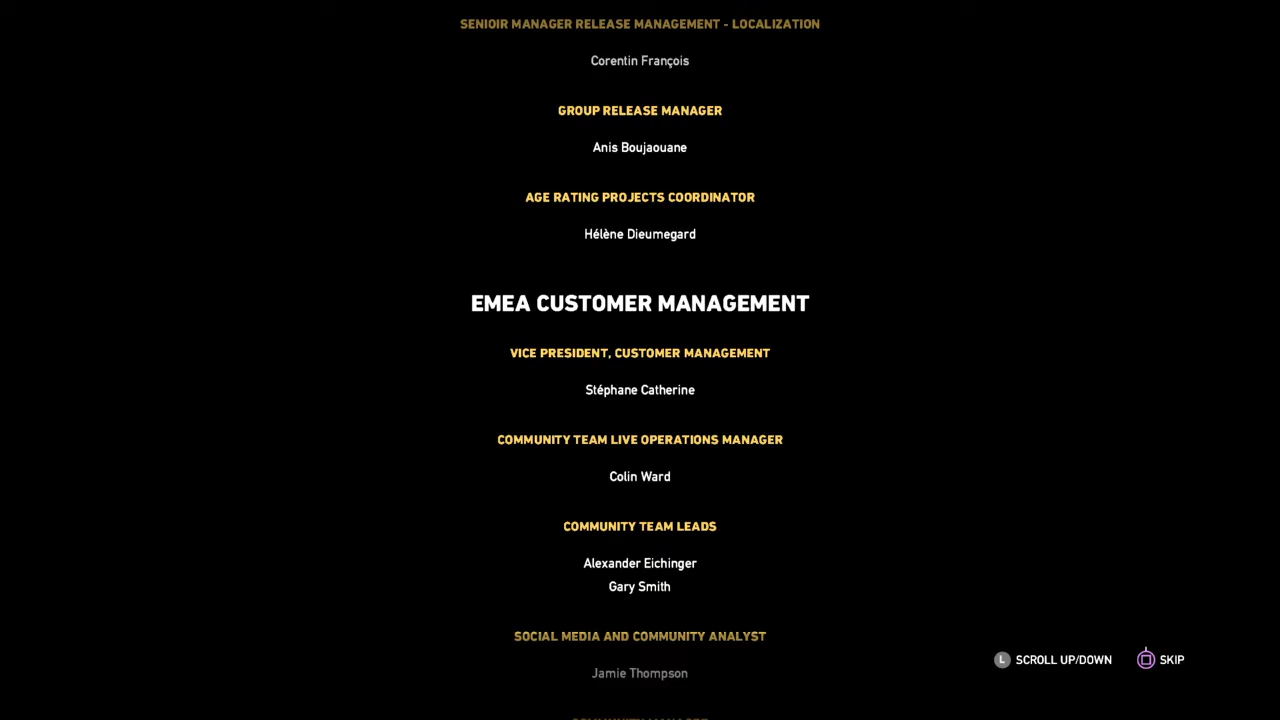 SENIOIR MANAGER RELEASE MANAGEMENT - LOCALIZATION
Corentin François
GROUP RELEASE MANAGER
Anis Boujaouane
AGE RATING PROJECTS COORDINATOR
Hélène Dieumegard
EMEA CUSTOMER MANAGEMENT
VICE PRESIDENT, CUSTOMER MANAGEMENT
Stéphane Catherine
COMMUNITY TEAM LIVE OPERATIONS MANAGER
Colin Ward
COMMUNITY TEAM LEADS
Alexander Eichinger
Gary Smith
SOCIAL MEDIA AND COMMUNITY ANALYST
Jamie Thompson
L SCROLL UP/DOWN SKIP